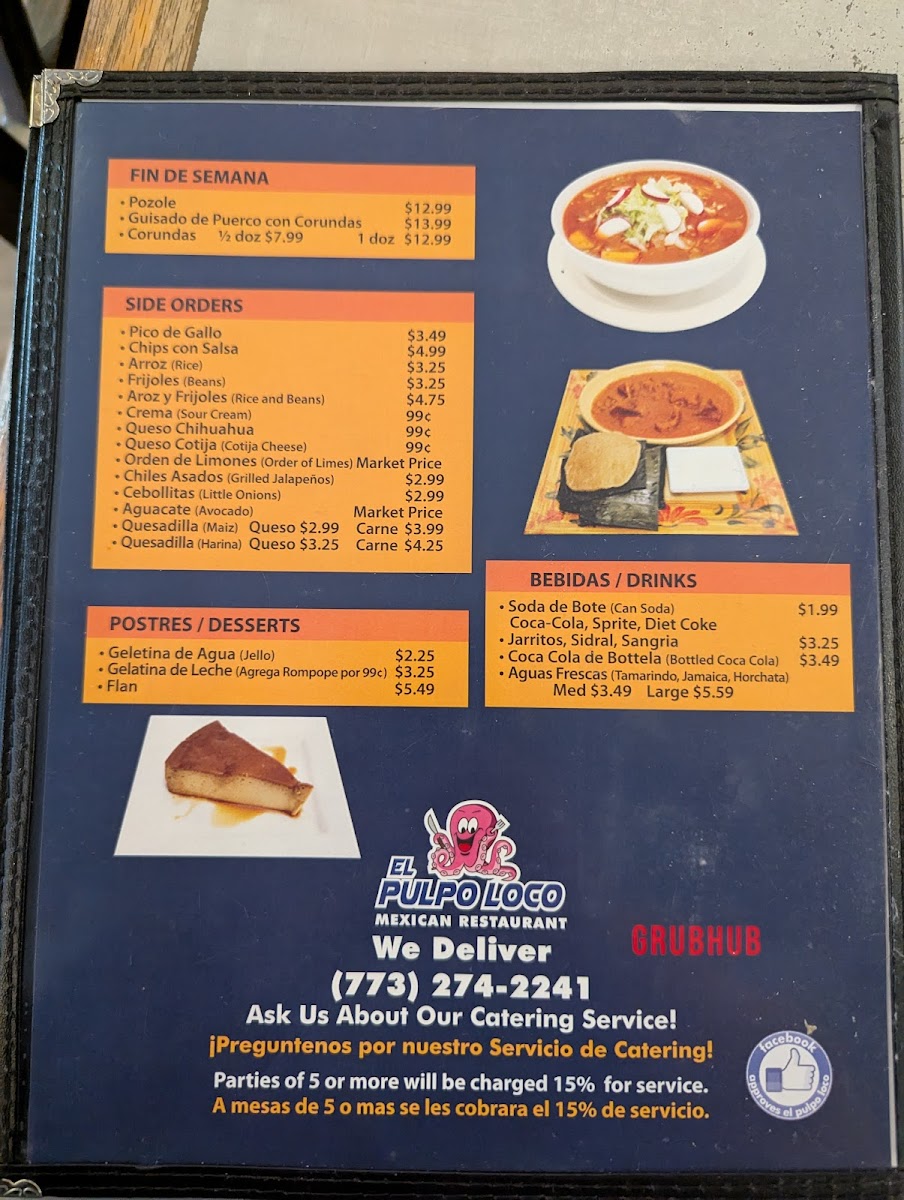 FIN DE SEMANA
• Pozole $12.99
• Guisado de Puerco con Corundas $13.99
• Corundas ½ doz $7.99 1 doz $12.99
SIDE ORDERS
• Pico de Gallo $3.49
• Chips con Salsa $4.99
• Arroz (Rice) $3.25
• Frijoles (Beans) $3.25
• Aroz y Frijoles (Rice and Beans) $4.75
• Crema (Sour Cream) 99¢
• Queso Chihuahua 99¢
• Queso Cotija (Cotija Cheese) 99¢
• Orden de Limones (Order of Limes) Market Price
• Chiles Asados (Grilled Jalapeños) $2.99
• Cebollitas (Little Onions) $2.99
• Aguacate (Avocado) Market Price
• Quesadilla (Maiz) Queso $2.99 Carne $3.99
• Quesadilla (Harina) Queso $3.25 Carne $4.25
POSTRES / DESSERTS
• Geletina de Agua (Jello) $2.25
• Gelatina de Leche (Agrega Rompope por 99¢) $3.25
• Flan $5.49
BEBIDAS / DRINKS
• Soda de Bote (Can Soda) $1.99
Coca-Cola, Sprite, Diet Coke
• Jarritos, Sidral, Sangria $3.25
• Coca Cola de Bottela (Bottled Coca Cola) $3.49
• Aguas Frescas (Tamarindo, Jamaica, Horchata)
Med $3.49 Large $5.59
EL
PULPO LOCO
MEXICAN RESTAURANT
We Deliver
GRUBHUB
(773) 274-2241
Ask Us About Our Catering Service!
¡Preguntenos por nuestro Servicio de Catering!
Parties of 5 or more will be charged 15% for service.
A mesas de 5 o mas se les cobrara el 15% de servicio.
facebook
approves el pulpo loco